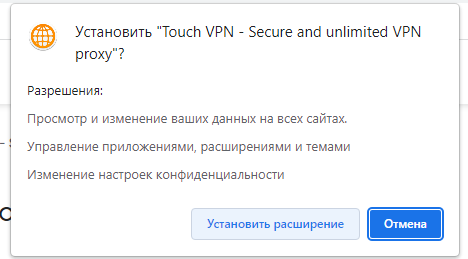 Установить "Touch VPN - Secure and unlimited VPN
proxy"?
Разрешения:
Просмотр и изменение ваших данных на всех сайтах.
Управление приложениями, расширениями и темами
Изменение настроек конфиденциальности
Установить расширение
Отмена